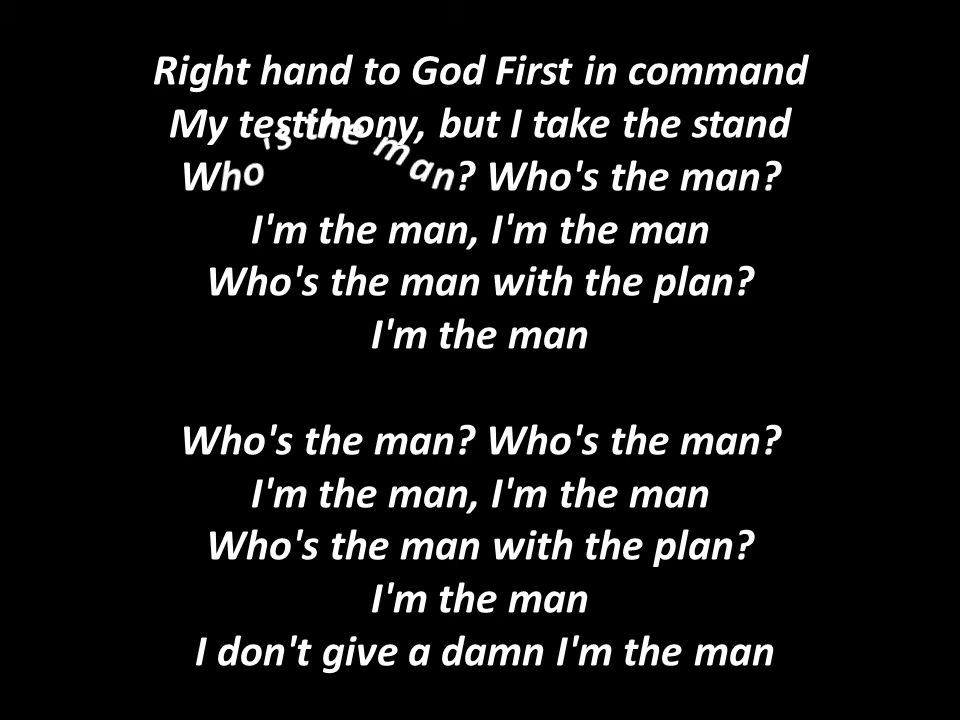 Right hand to God First in command
My testimony, but I take the stand
Who's the man? Who's the man?
I'm the man, I'm the man
Who's the man with the plan?
I'm the man

Who's the man? Who's the man?
I'm the man, I'm the man
Who's the man with the plan?
I'm the man
I don't give a damn I'm the man